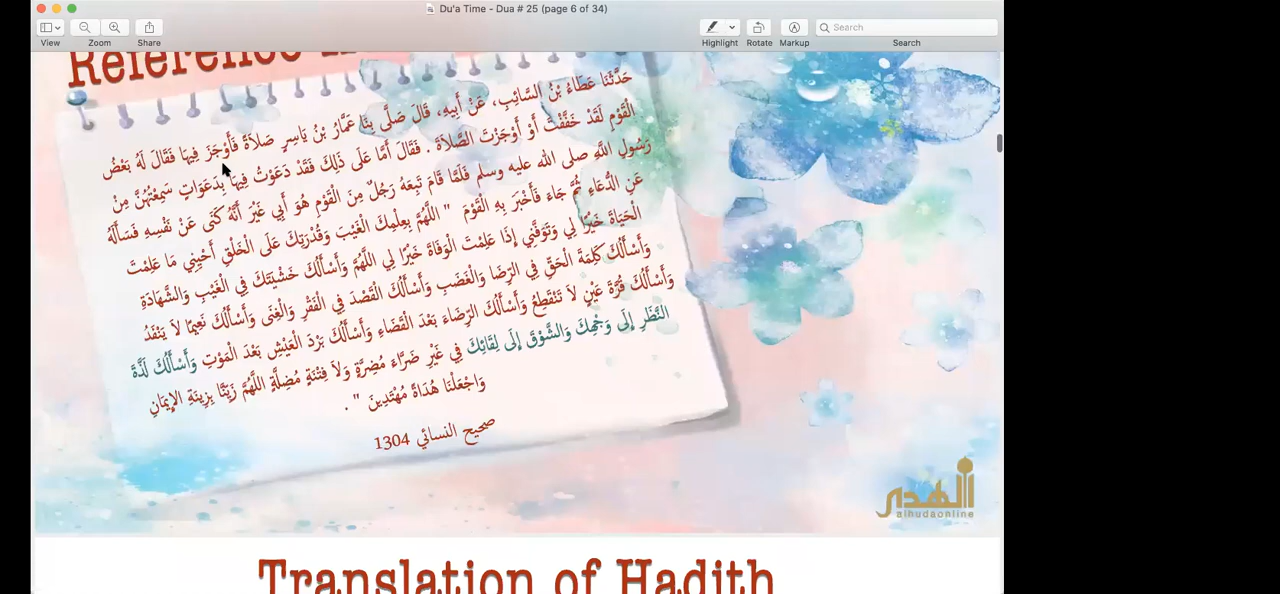 Du'a Time - Dua # 25 (page 6 of 34)
View
Zoom
Share
Highlight
Rotate
Markup
Search
Search
Reference
حَدَّثَنَا عَطَاءُ بْنُ السَّائِبِ، عَنْ أَبِيهِ، قَالَ صَلَّى بِنَا عَمَّارُ بْنُ يَاسِرٍ صَلاَةً فَأَوْجَزَ فِيهَا فَقَالَ لَهُ بَعْضُ
الْقَوْمِ لَقَدْ خَفَّفْتَ أَوْ أَوْجَزْتَ الصَّلاَةَ . فَقَالَ أَمَّا عَلَى ذَلِكَ فَقَدْ دَعَوْتُ فِيهَا بِدَعَوَاتٍ سَمِعْتُهُنَّ مِنْ
رَسُولِ اللَّهِ صلى الله عليه وسلم فَلَمَّا قَامَ تَبِعَهُ رَجُلٌ مِنَ الْقَوْمِ هُوَ أَبِي غَيْرَ أَنَّهُ كَنَى عَنْ نَفْسِهِ فَسَأَلَهُ
عَنِ الدُّعَاءِ ثُمَّ جَاءَ فَأَخْبَرَ بِهِ الْقَوْمَ " اللَّهُمَّ بِعِلْمِكَ الْغَيْبَ وَقُدْرَتِكَ عَلَى الْخَلْقِ أَحْيِنِي مَا عَلِمْتَ
الْحَيَاةَ خَيْرًا لِي وَتَوَفَّنِي إِذَا عَلِمْتَ الْوَفَاةَ خَيْرًا لِي اللَّهُمَّ وَأَسْأَلُكَ خَشْيَتَكَ فِي الْغَيْبِ وَالشَّهَادَةِ
وَأَسْأَلُكَ كَلِمَةَ الْحَقِّ فِي الرِّضَا وَالْغَضَبِ وَأَسْأَلُكَ الْقَصْدَ فِي الْفَقْرِ وَالْغِنَى وَأَسْأَلُكَ نَعِيمًا لاَ يَنْفَدُ
وَأَسْأَلُكَ قُرَّةَ عَيْنٍ لاَ تَنْقَطِعُ وَأَسْأَلُكَ الرِّضَاءَ بَعْدَ الْقَضَاءِ وَأَسْأَلُكَ بَرْدَ الْعَيْشِ بَعْدَ الْمَوْتِ وَأَسْأَلُكَ لَذَّةَ
النَّظَرِ إِلَى وَجْهِكَ وَالشَّوْقَ إِلَى لِقَائِكَ فِي غَيْرِ ضَرَّاءَ مُضِرَّةٍ وَلاَ فِتْنَةٍ مُضِلَّةٍ اللَّهُمَّ زَيِّنَّا بِزِينَةِ الإِيمَانِ
وَاجْعَلْنَا هُدَاةً مُهْتَدِينَ " .
صحيح النسائي 1304
الهدى
alhudaonline
Translation of Hadith